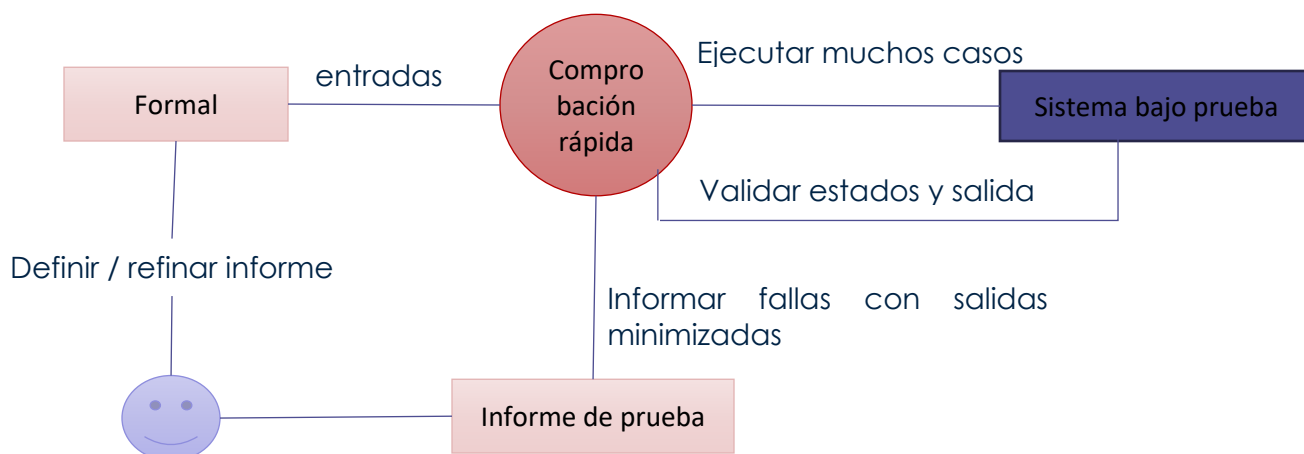 Ejecutar muchos casos
entradas
Compro
bación
rápida
Formal
Sistema bajo prueba
Validar estados y salida
Definir / refinar informe
Informar fallas con salidas
minimizadas
Informe de prueba